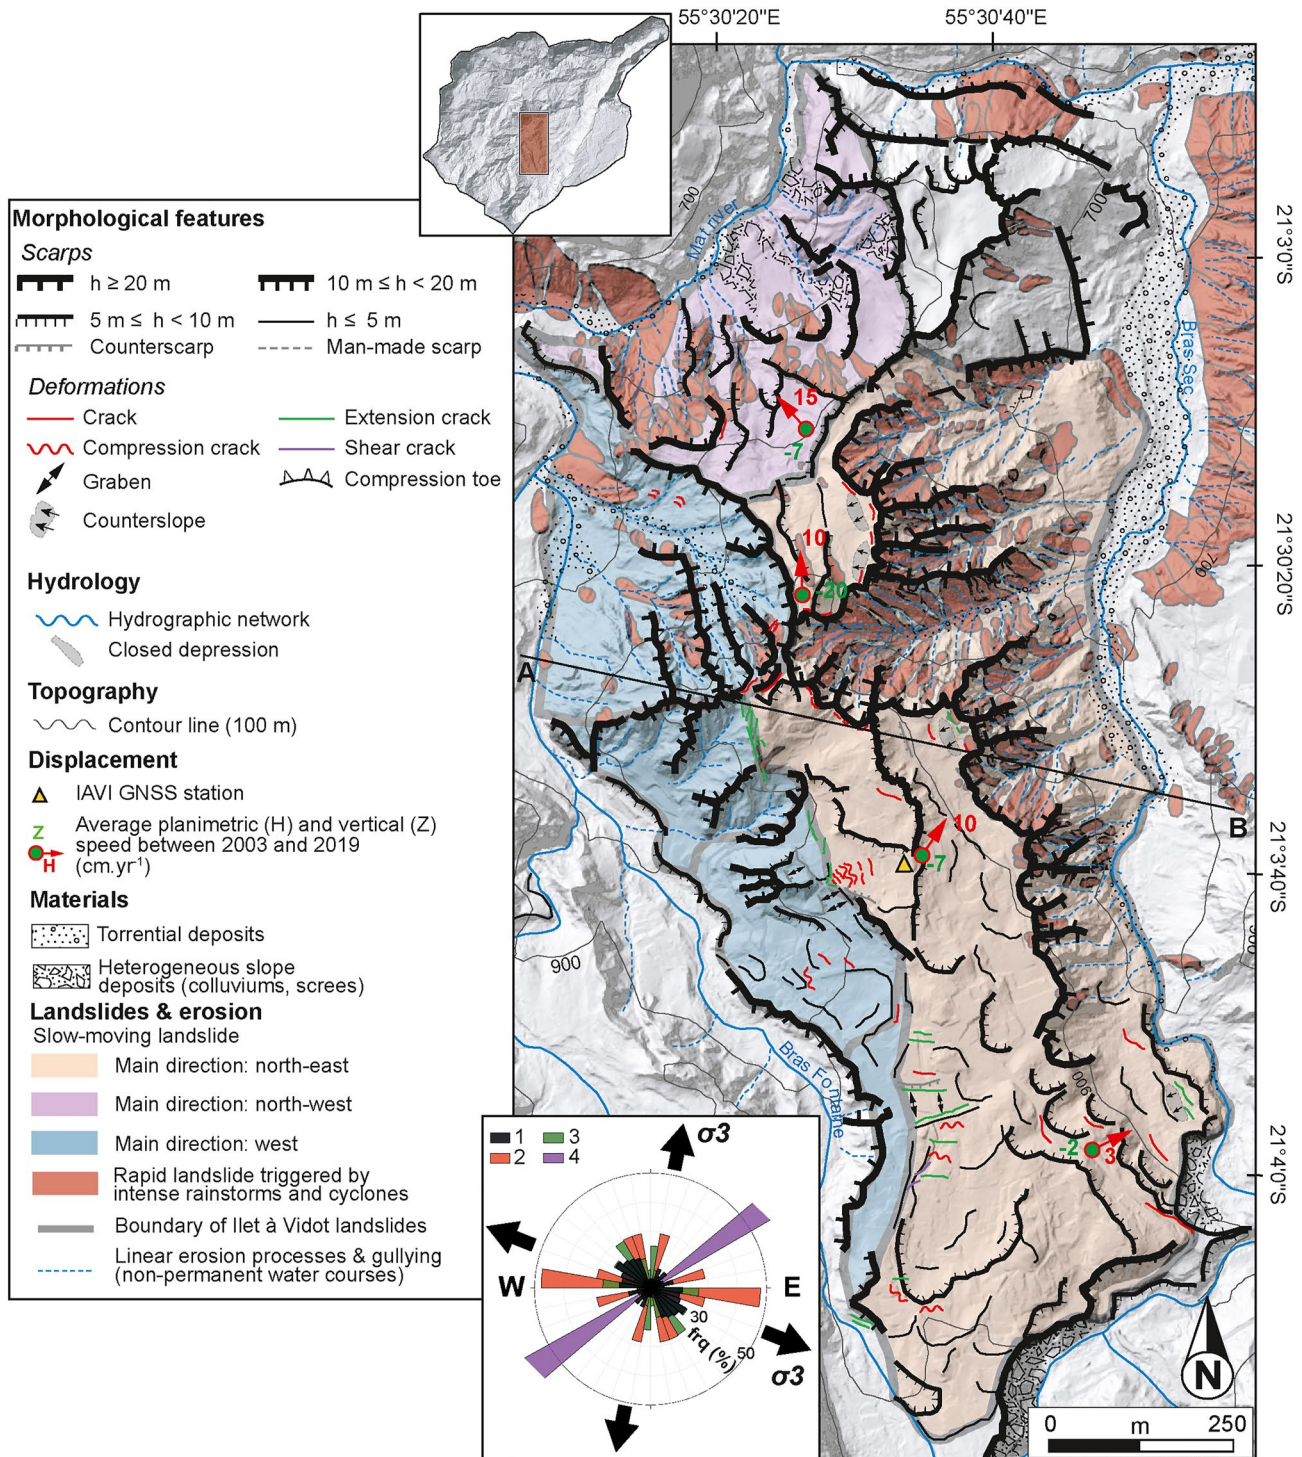 55°30'20"E
55°30'40"E
Morphological features
Scarps
h ≥ 20 m
10 m ≤ h < 20 m
5 m ≤ h < 10 m
h ≤ 5 m
Counterscarp
Man-made scarp
Deformations
Crack
Extension crack
Compression crack
Shear crack
Graben
Compression toe
Counterslope
Hydrology
Hydrographic network
Closed depression
Topography
Contour line (100 m)
Displacement
IAVI GNSS station
Z
H
Average planimetric (H) and vertical (Z)
speed between 2003 and 2019
(cm.yr⁻¹)
Materials
Torrential deposits
Heterogeneous slope
deposits (colluviums, screes)
Landslides & erosion
Slow-moving landslide
Main direction: north-east
Main direction: north-west
Main direction: west
Rapid landslide triggered by
intense rainstorms and cyclones
Boundary of Ilet à Vidot landslides
Linear erosion processes & gullying
(non-permanent water courses)
700
Mat river
700
21°3'0"S
Bras Sec
15
-7
10
-20
700
21°30'20"S
A
B
10
-7
21°3'40"S
900
Bras Fontaine
900
-2
3
21°4'0"S
1
2
3
4
σ3
W
E
30
50
frq (%)
σ3
N
0
m
250